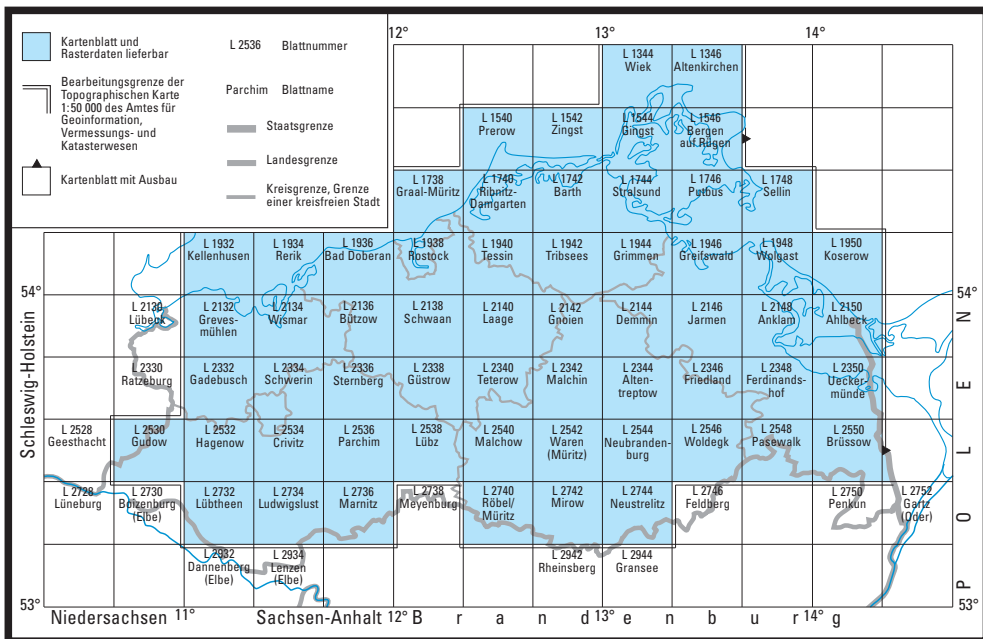 Kartenblatt und
Rasterdaten lieferbar
Bearbeitungsgrenze der
Topographischen Karte
1:50 000 des Amtes für
Geoinformation,
Vermessungs- und
Katasterwesen
Kartenblatt mit Ausbau
L 2536 Blattnummer
Parchim Blattname
Staatsgrenze
Landesgrenze
Kreisgrenze, Grenze
einer kreisfreien Stadt
12° 13° 14°
L 1344
Wiek
L 1346
Altenkirchen
L 1540
Prerow
L 1542
Zingst
L 1544
Gingst
L 1546
Bergen
auf Rügen
L 1738
Graal-Müritz
L 1740
Ribnitz-
Damgarten
L 1742
Barth
L 1744
Stralsund
L 1746
Putbus
L 1748
Sellin
L 1932
Kellenhusen
L 1934
Rerik
L 1936
Bad Doberan
L 1938
Rostock
L 1940
Tessin
L 1942
Tribsees
L 1944
Grimmen
L 1946
Greifswald
L 1948
Wolgast
L 1950
Koserow
54° 54°
L 2130
Lübeck
L 2132
Greves-
mühlen
L 2134
Wismar
L 2136
Bützow
L 2138
Schwaan
L 2140
Laage
L 2142
Gnoien
L 2144
Demmin
L 2146
Jarmen
L 2148
Anklam
L 2150
Ahlbeck
L 2330
Ratzeburg
L 2332
Gadebusch
L 2334
Schwerin
L 2336
Sternberg
L 2338
Güstrow
L 2340
Teterow
L 2342
Malchin
L 2344
Alten-
treptow
L 2346
Friedland
L 2348
Ferdinands-
hof
L 2350
Uecker-
münde
L 2528
Geesthacht
L 2530
Gudow
L 2532
Hagenow
L 2534
Crivitz
L 2536
Parchim
L 2538
Lübz
L 2540
Malchow
L 2542
Waren
(Müritz)
L 2544
Neubranden-
burg
L 2546
Woldegk
L 2548
Pasewalk
L 2550
Brüssow
L 2728
Lüneburg
L 2730
Boizenburg
(Elbe)
L 2732
Lübtheen
L 2734
Ludwigslust
L 2736
Marnitz
L 2738
Meyenburg
L 2740
Röbel/
Müritz
L 2742
Mirow
L 2744
Neustrelitz
L 2746
Feldberg
L 2750
Penkun
L 2752
Gartz
(Oder)
L 2932
Dannenberg
(Elbe)
L 2934
Lenzen
(Elbe)
L 2942
Rheinsberg
L 2944
Gransee
53° 53°
Schleswig-Holstein
Niedersachsen 11° Sachsen-Anhalt 12° B r a n d 13° e n b u r 14° g
P O L E N